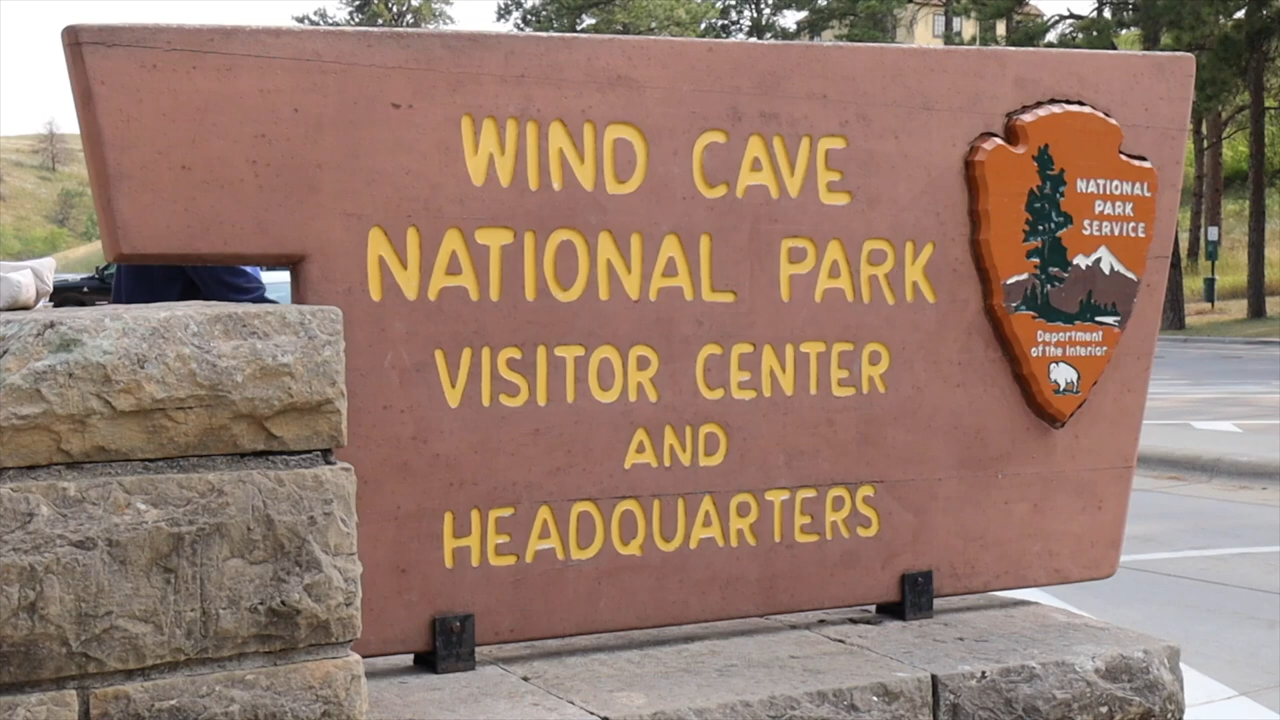 WIND CAVE
NATIONAL PARK
VISITOR CENTER
AND
HEADQUARTERS
NATIONAL
PARK
SERVICE
Department
of the Interior